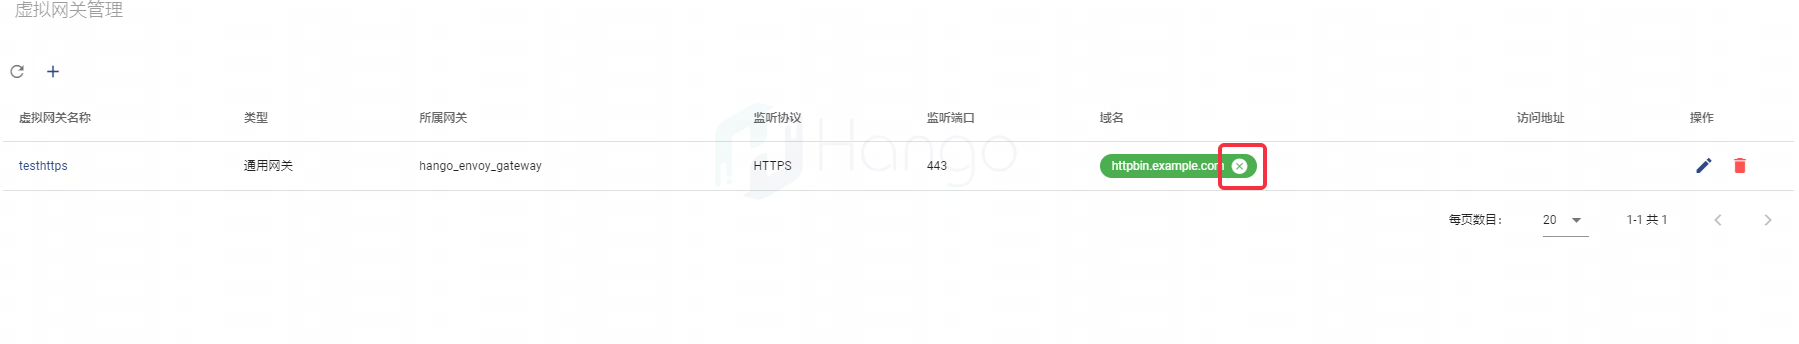 虚拟网关管理
虚拟网关名称 类型 所属网关 监听协议 监听端口 域名 访问地址 操作
testhttps 通用网关 hango_envoy_gateway HTTPS 443 httpbin.example.com
Hango
每页数目: 20 1-1 共 1